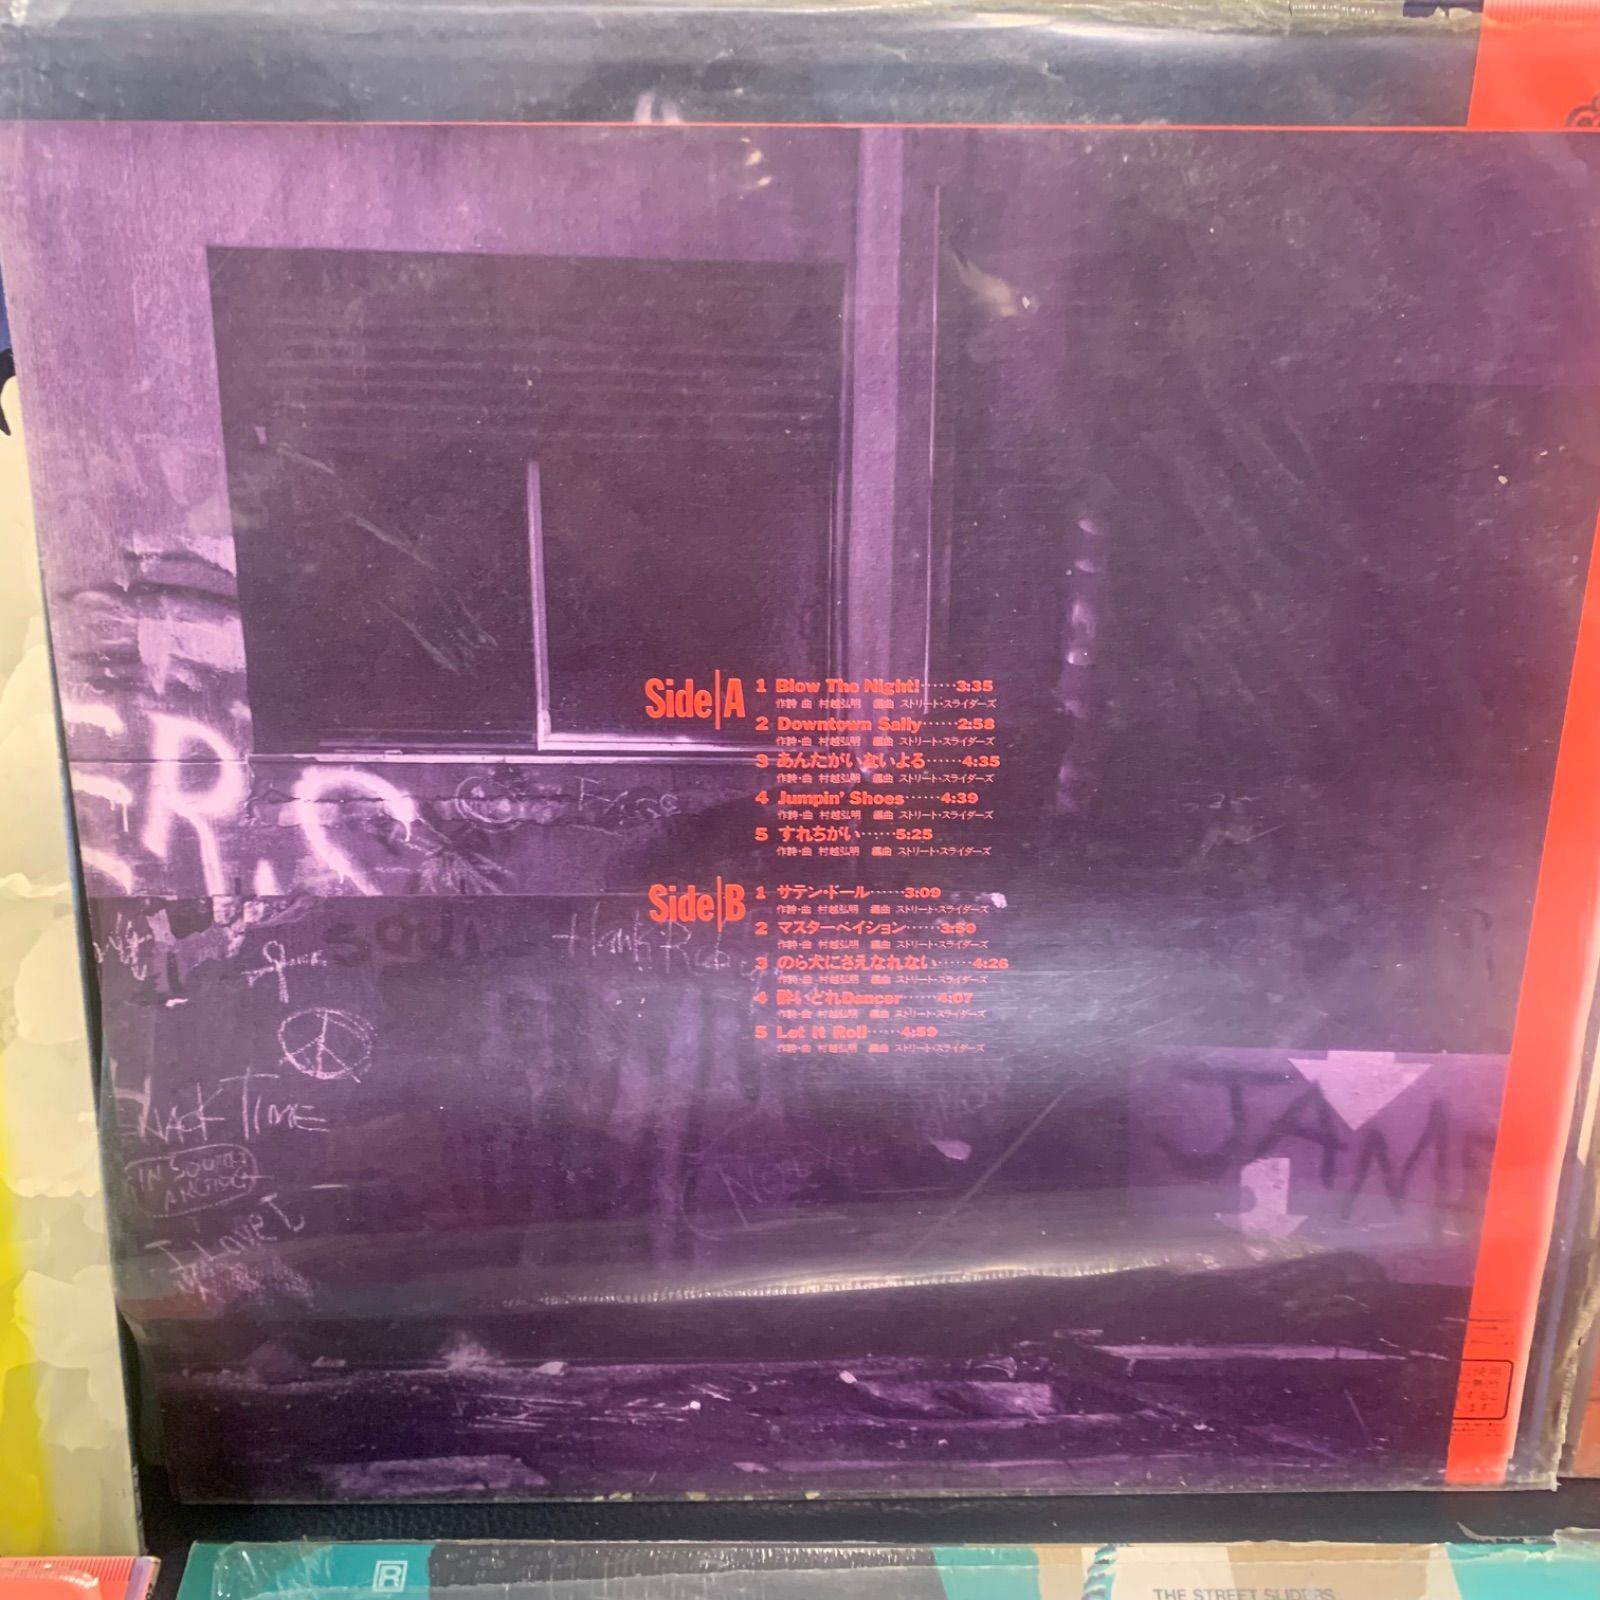 Side|A
1 Blow The Night!······3:35
作詩・曲 村越弘明 編曲 ストリート・スライダーズ
2 Downtown Sally······2:58
作詩・曲 村越弘明 編曲 ストリート・スライダーズ
3 あんたがいないよる······4:35
作詩・曲 村越弘明 編曲 ストリート・スライダーズ
4 Jumpin' Shoes······4:39
作詩・曲 村越弘明 編曲 ストリート・スライダーズ
5 すれちがい······5:25
作詩・曲 村越弘明 編曲 ストリート・スライダーズ
Side|B
1 サテン・ドール······3:09
作詩・曲 村越弘明 編曲 ストリート・スライダーズ
2 マスターベイション······3:59
作詩・曲 村越弘明 編曲 ストリート・スライダーズ
3 のら犬にさえなれない······4:26
作詩・曲 村越弘明 編曲 ストリート・スライダーズ
4 酔いどれDancer······4:07
作詩・曲 村越弘明 編曲 ストリート・スライダーズ
5 Let It Roll······4:59
作詩・曲 村越弘明 編曲 ストリート・スライダーズ
TIME
I LOVE
JAM
R
THE STREET SLIDERS